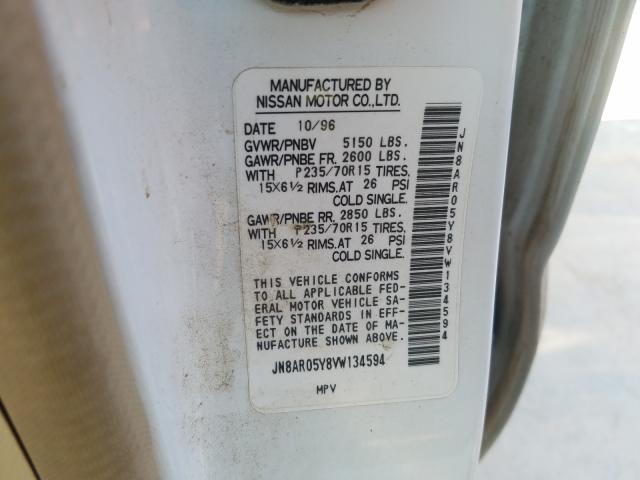 MANUFACTURED BY
NISSAN MOTOR CO.,LTD.
DATE 10/96
GVWR/PNBV 5150 LBS.
GAWR/PNBE FR. 2600 LBS.
WITH P235/70R15 TIRES,
15X6½ RIMS.AT 26 PSI
COLD SINGLE.
GAWR/PNBE RR. 2850 LBS.
WITH P235/70R15 TIRES,
15X6½ RIMS.AT 26 PSI
COLD SINGLE.
THIS VEHICLE CONFORMS
TO ALL APPLICABLE FED-
ERAL MOTOR VEHICLE SA-
FETY STANDARDS IN EFF-
ECT ON THE DATE OF MA-
NUFACTURE SHOWN ABOVE.
JN8AR05Y8VW134594
MPV
JN8AR05Y8VW134594